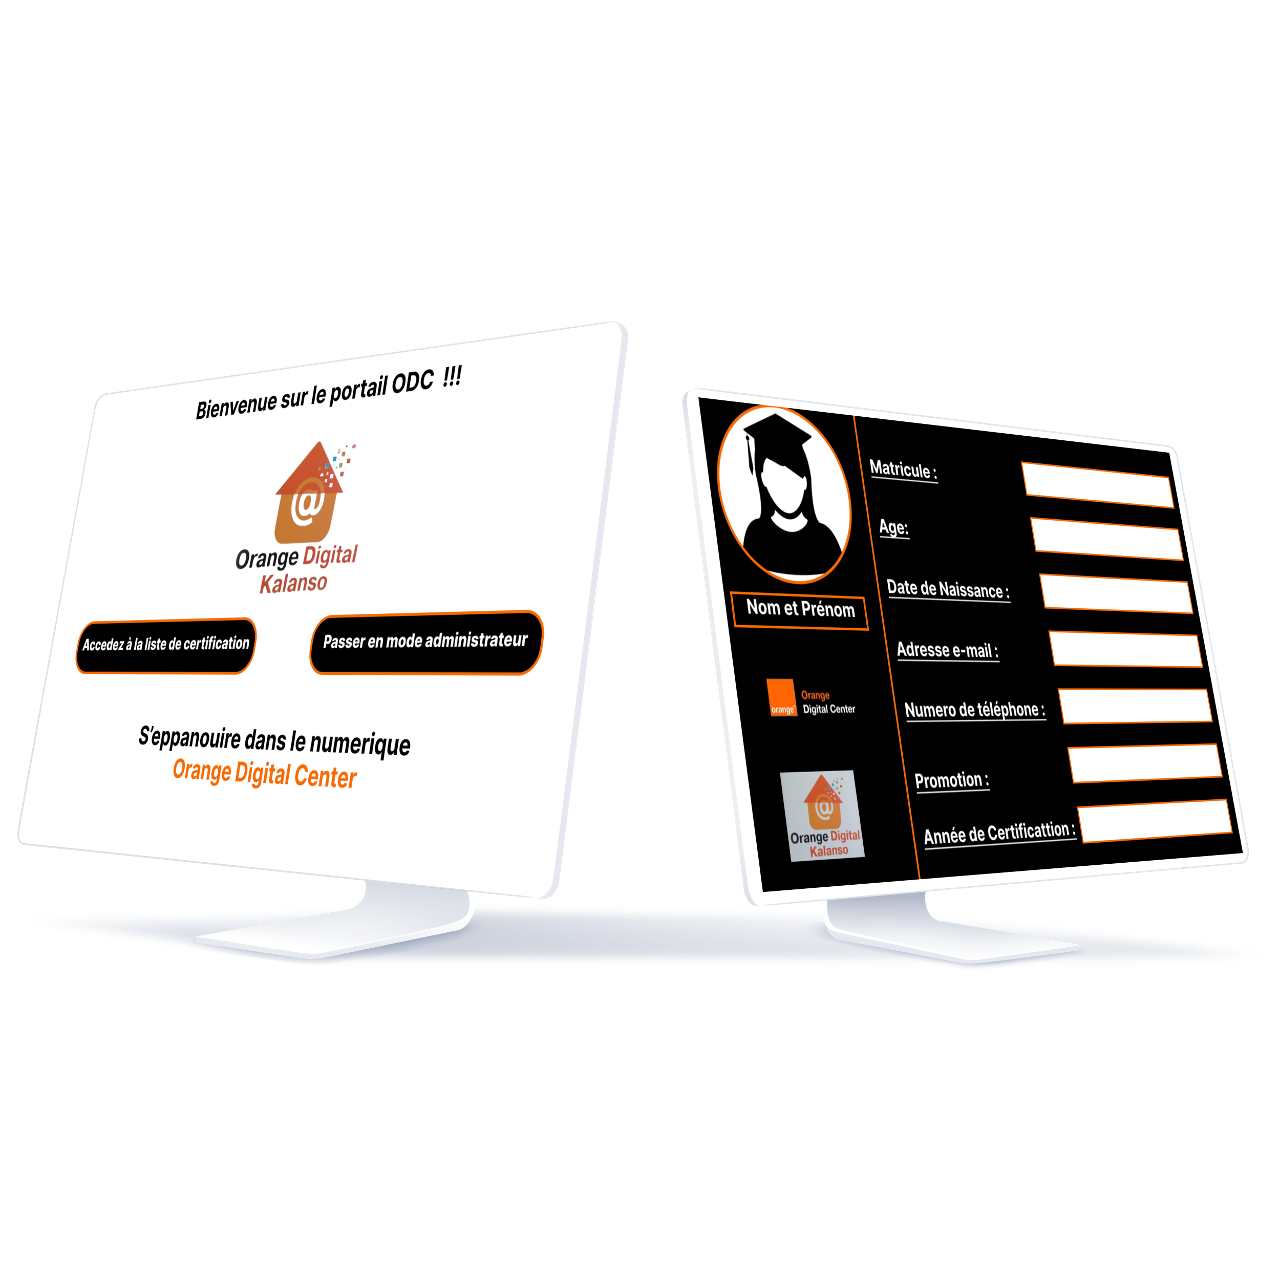 Bienvenue sur le portail ODC !!!
@
Orange Digital
Kalanso
Accedez à la liste de certification
Passer en mode administrateur
S'eppanouire dans le numerique
Orange Digital Center
Nom et Prénom
orange
Orange
Digital Center
@
Orange Digital
Kalanso
Matricule :
Age:
Date de Naissance :
Adresse e-mail :
Numero de téléphone :
Promotion :
Année de Certificattion :